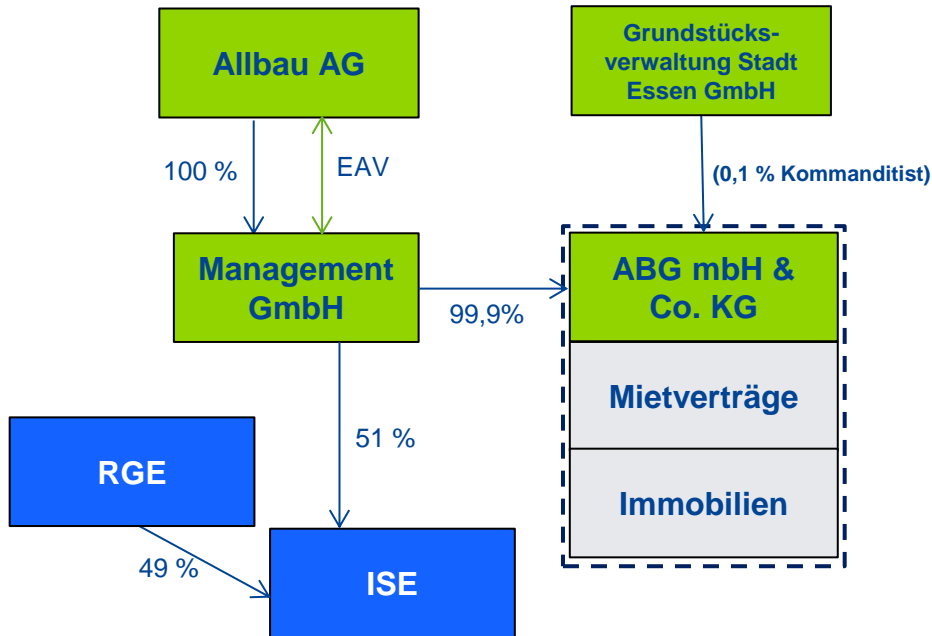 Allbau AG
Grundstücks-
verwaltung Stadt
Essen GmbH
100 %
EAV
(0,1 % Kommanditist)
Management
GmbH
99,9%
ABG mbH &
Co. KG
Mietverträge
Immobilien
51 %
RGE
49 %
ISE